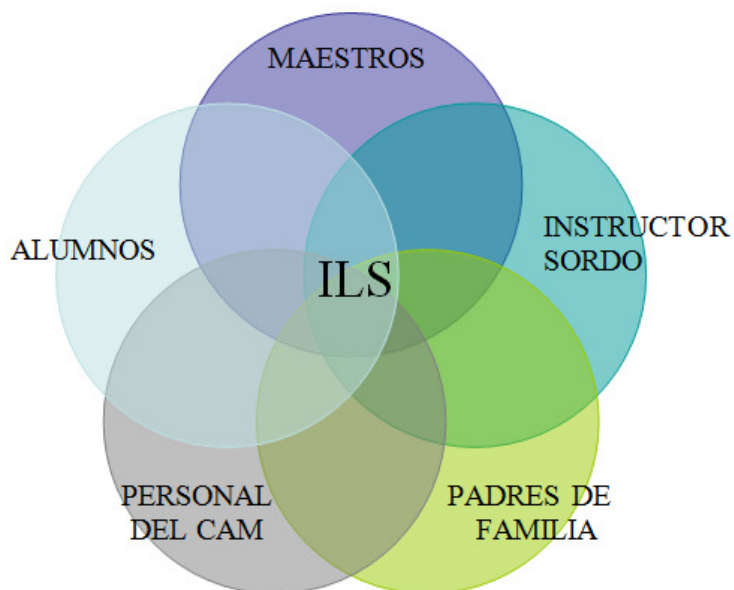 MAESTROS
ALUMNOS
INSTRUCTOR
SORDO
ILS
PERSONAL
DEL CAM
PADRES DE
FAMILIA